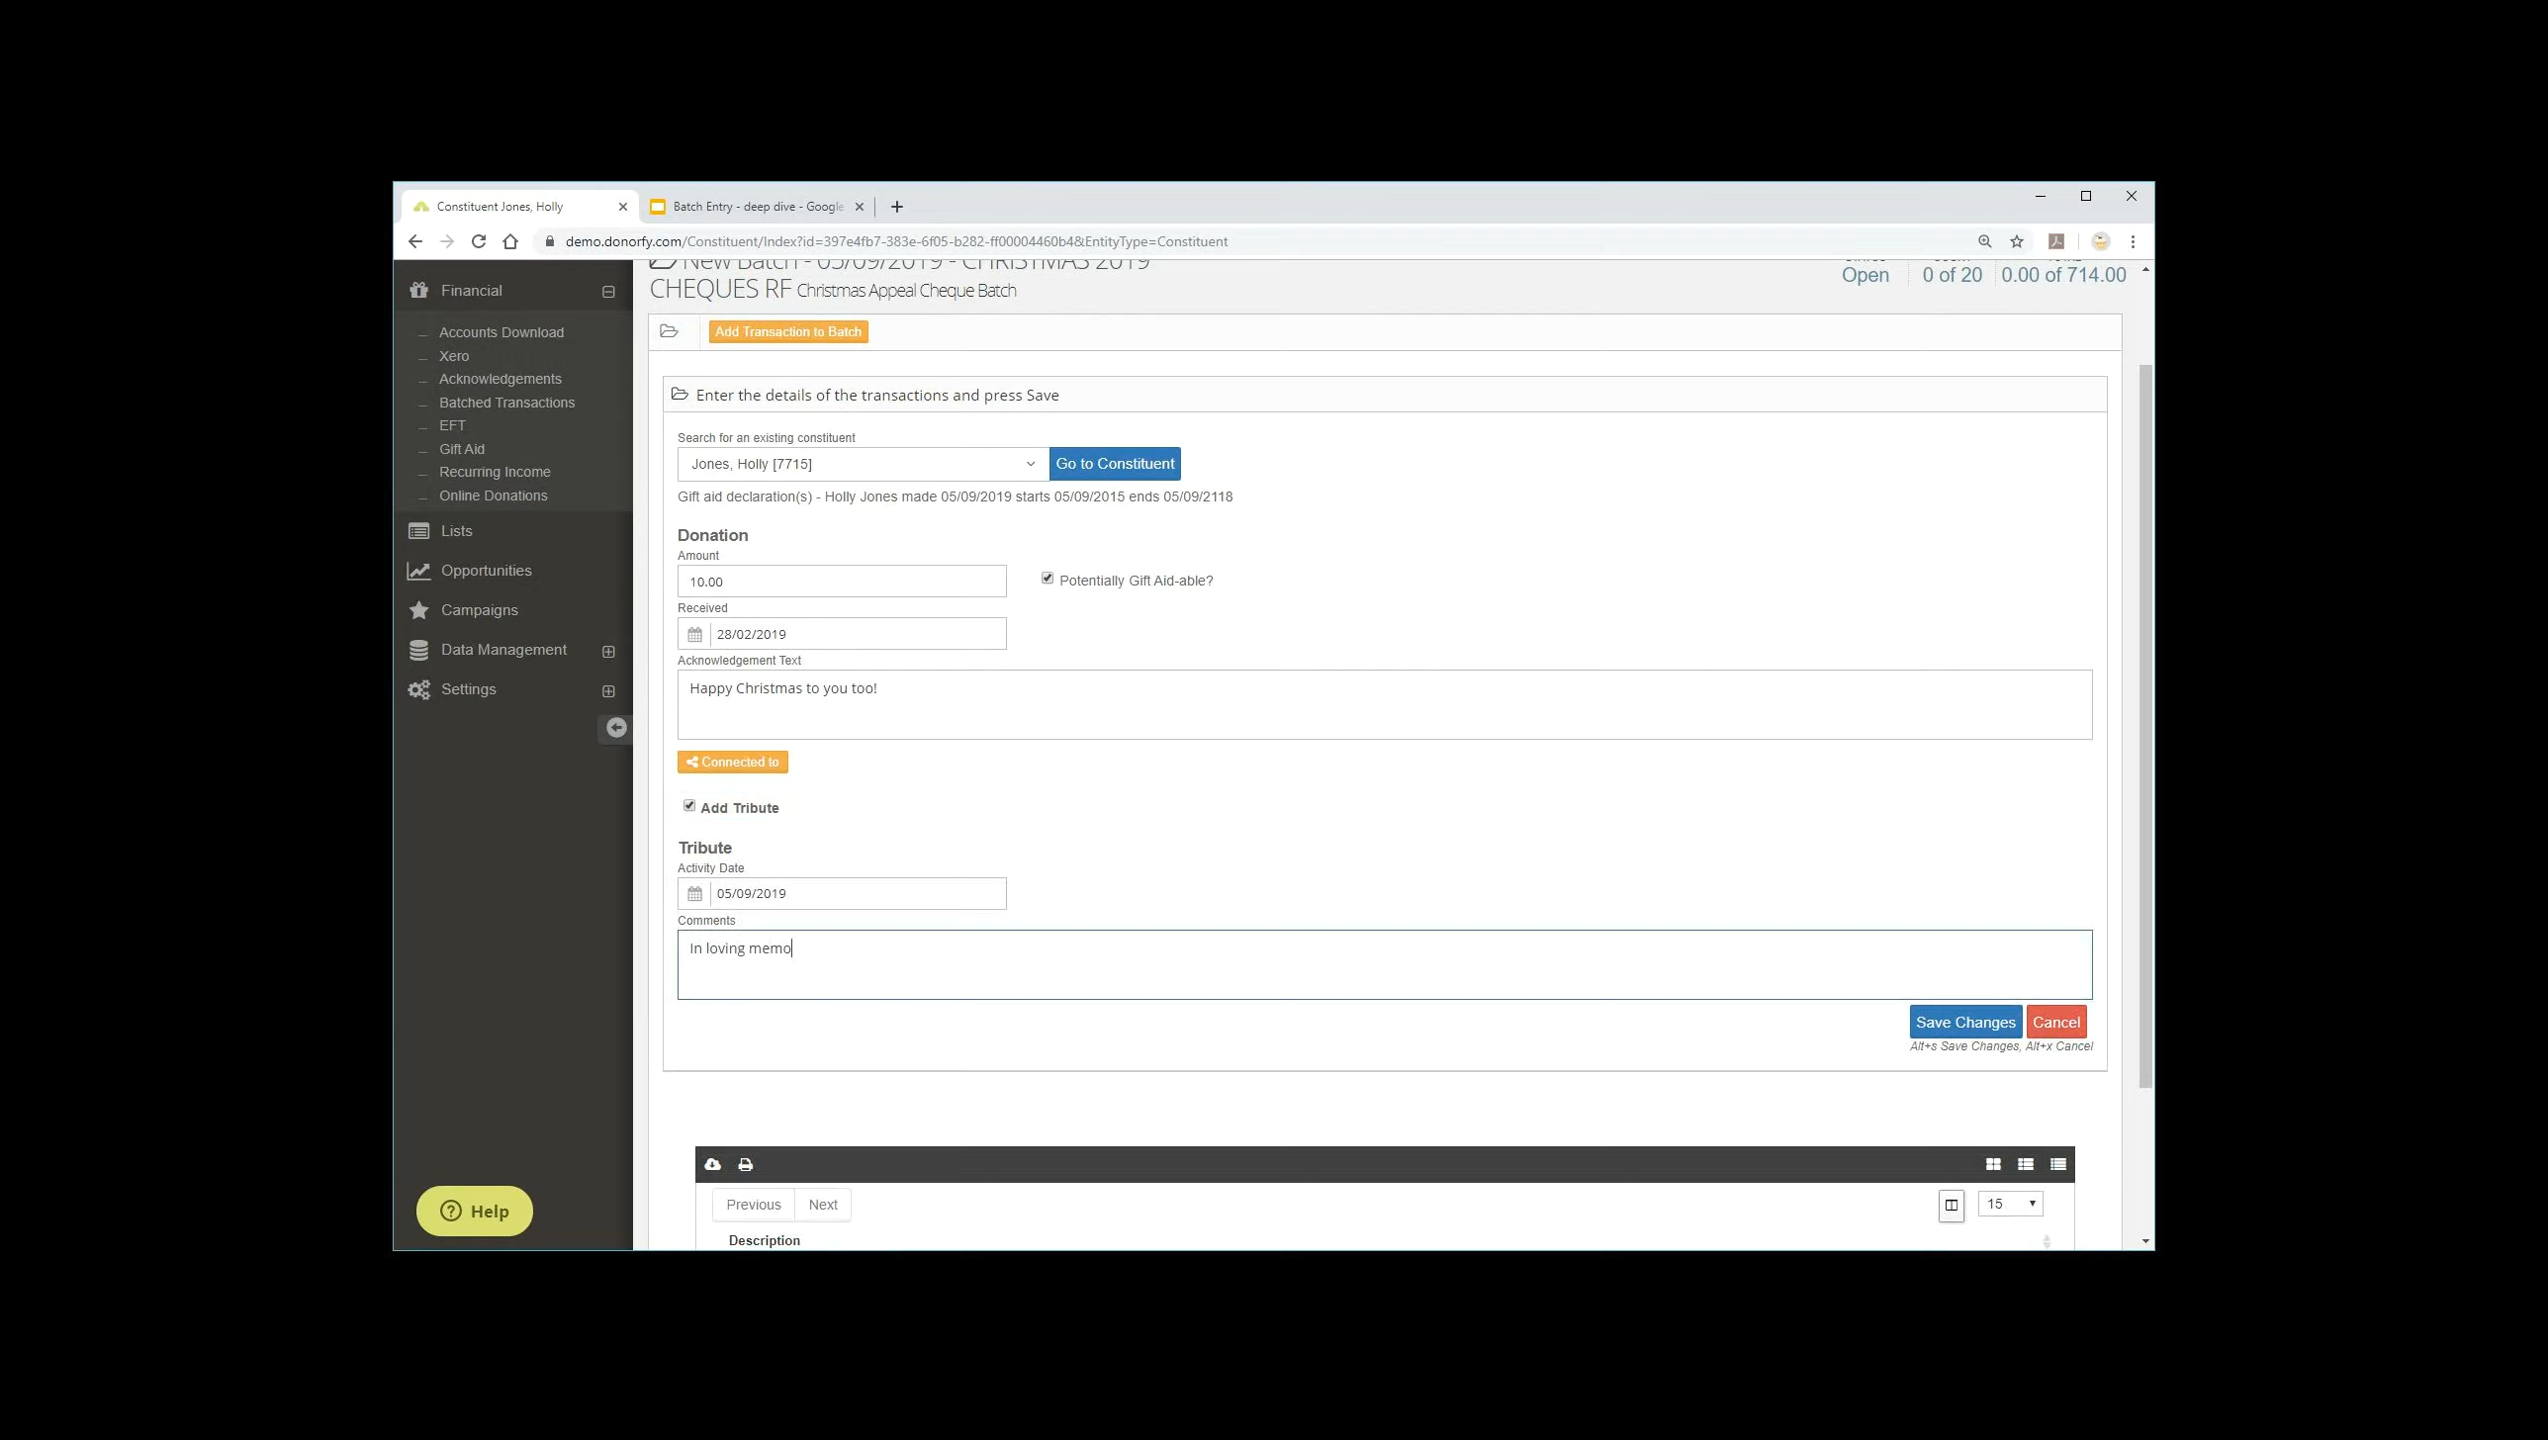 Constituent Jones, Holly
Batch Entry - deep dive - Google
demo.donorfy.com/Constituent/Index?id=397e4fb7-383e-6f05-b282-ff00004460b4&EntityType=Constituent
Financial
Accounts Download
Xero
Acknowledgements
Batched Transactions
EFT
Gift Aid
Recurring Income
Online Donations
Lists
Opportunities
Campaigns
Data Management
Settings
Help
New Batch - 05/09/2019 - CHRISTMAS 2019
CHEQUES RF Christmas Appeal Cheque Batch
Open 0 of 20 0.00 of 714.00
Add Transaction to Batch
Enter the details of the transactions and press Save
Search for an existing constituent
Jones, Holly [7715]
Go to Constituent
Gift aid declaration(s) - Holly Jones made 05/09/2019 starts 05/09/2015 ends 05/09/2118
Donation
Amount
10.00
Potentially Gift Aid-able?
Received
28/02/2019
Acknowledgement Text
Happy Christmas to you too!
Connected to
Add Tribute
Tribute
Activity Date
05/09/2019
Comments
In loving memo
Save Changes
Cancel
Alt+s Save Changes, Alt+x Cancel
Previous
Next
15
Description